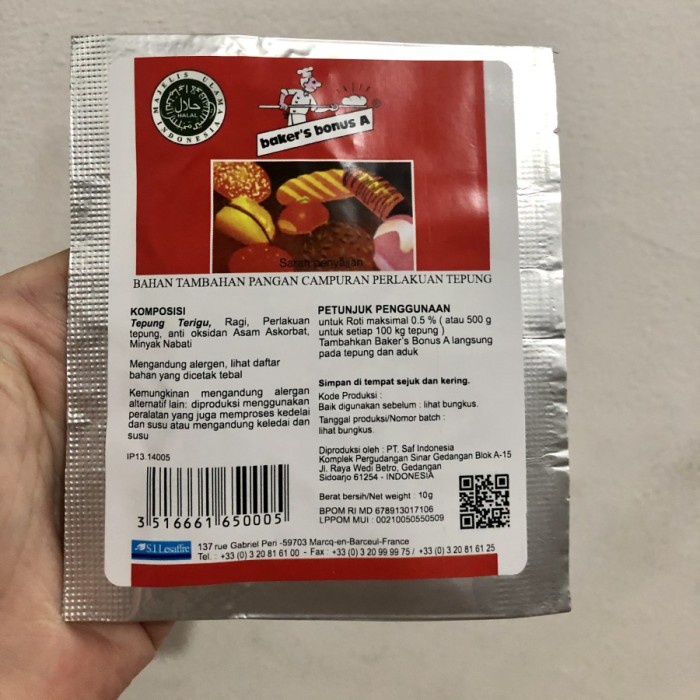 MAJELIS ULAMA INDONESIA
حلال
HALAL
baker's bonus A
Saran penyajian
BAHAN TAMBAHAN PANGAN CAMPURAN PERLAKUAN TEPUNG
KOMPOSISI
Tepung Terigu, Ragi, Perlakuan
tepung, anti oksidan Asam Askorbat,
Minyak Nabati
Mengandung alergen, lihat daftar
bahan yang dicetak tebal
Kemungkinan mengandung alergan
alternatif lain: diproduksi menggunakan
peralatan yang juga memproses kedelai
dan susu atau mengandung keledai dan
susu
IP13.14005
3 516661 650005
PETUNJUK PENGGUNAAN
untuk Roti maksimal 0.5 % ( atau 500 g
untuk setiap 100 kg tepung )
Tambahkan Baker's Bonus A langsung
pada tepung dan aduk
Simpan di tempat sejuk dan kering.
Kode Produksi :
Baik digunakan sebelum : lihat bungkus.
Tanggal produksi/Nomor batch :
lihat bungkus.
Diproduksi oleh : PT. Saf Indonesia
Komplek Pergudangan Sinar Gedangan Blok A-15
Jl. Raya Wedi Betro, Gedangan
Sidoarjo 61254 - INDONESIA
Berat bersih/Net weight : 10g
BPOM RI MD 678913017106
LPPOM MUI : 00210050550509
S.I.Lesaffre
137 rue Gabriel Peri -59703 Marcq-en-Barceul-France
Tel. : +33 (0) 3 20 81 61 00 - Fax : +33 (0) 3 20 99 99 75 / +33 (0) 3 20 81 61 25